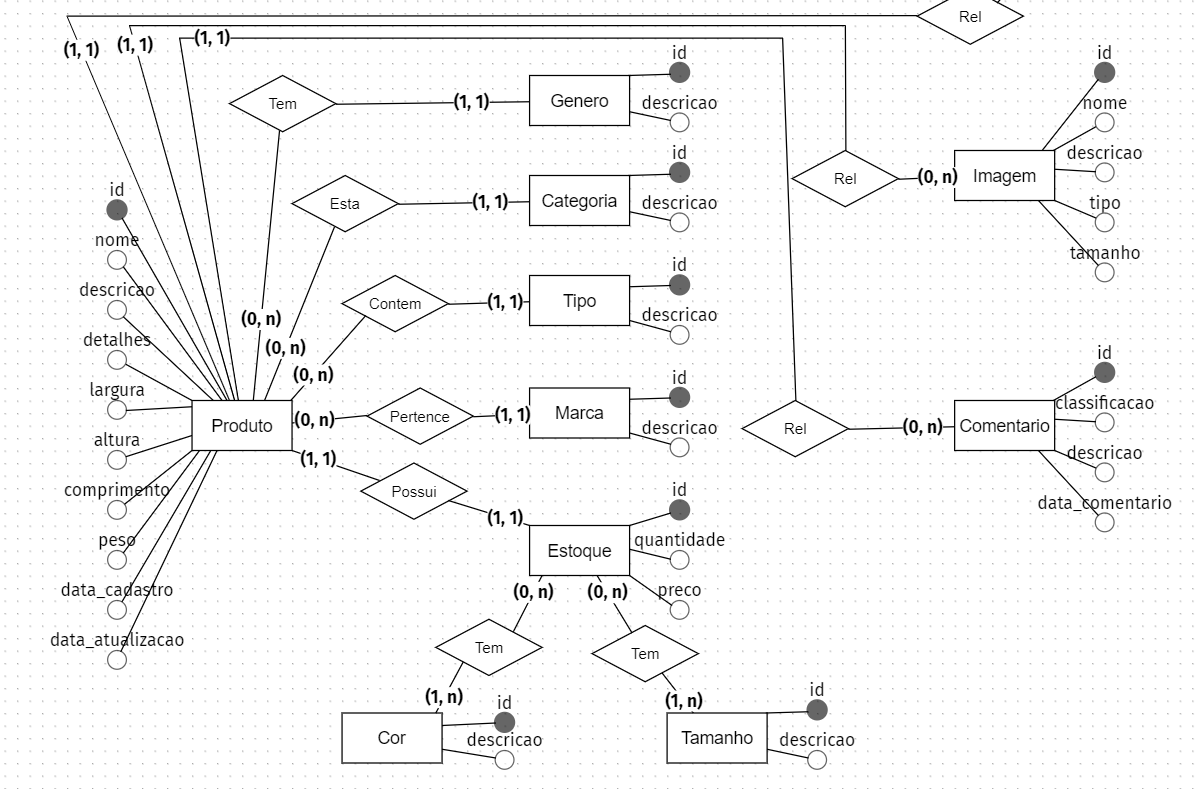 Rel
(1, 1)
(1, 1)
(1, 1)
Tem
(1, 1)
Genero
id
descricao
Esta
(1, 1)
Categoria
id
descricao
Rel
(0, n)
Imagem
id
nome
descricao
tipo
tamanho
Contem
(1, 1)
Tipo
id
descricao
(0, n)
(0, n)
(0, n)
id
nome
descricao
detalhes
largura
altura
comprimento
peso
data_cadastro
data_atualizacao
Produto
(0, n)
Pertence
(1, 1)
Marca
id
descricao
Rel
(0, n)
Comentario
id
classificacao
descricao
data_comentario
(1, 1)
Possui
(1, 1)
Estoque
id
quantidade
preco
(0, n)
(0, n)
Tem
Tem
(1, n)
(1, n)
Cor
id
descricao
Tamanho
id
descricao